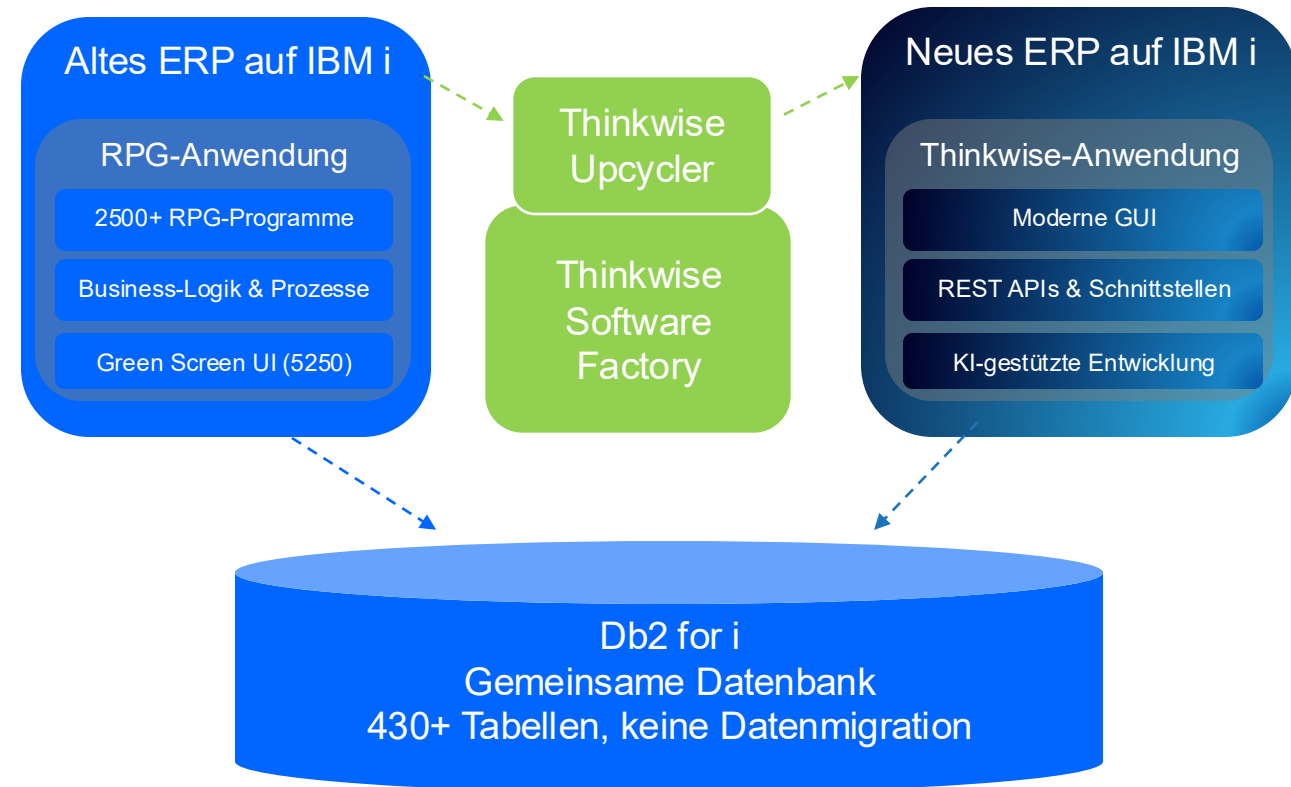 Altes ERP auf IBM i
RPG-Anwendung
2500+ RPG-Programme
Business-Logik & Prozesse
Green Screen UI (5250)
Thinkwise
Upcycler
Thinkwise
Software
Factory
Neues ERP auf IBM i
Thinkwise-Anwendung
Moderne GUI
REST APIs & Schnittstellen
KI-gestützte Entwicklung
Db2 for i
Gemeinsame Datenbank
430+ Tabellen, keine Datenmigration